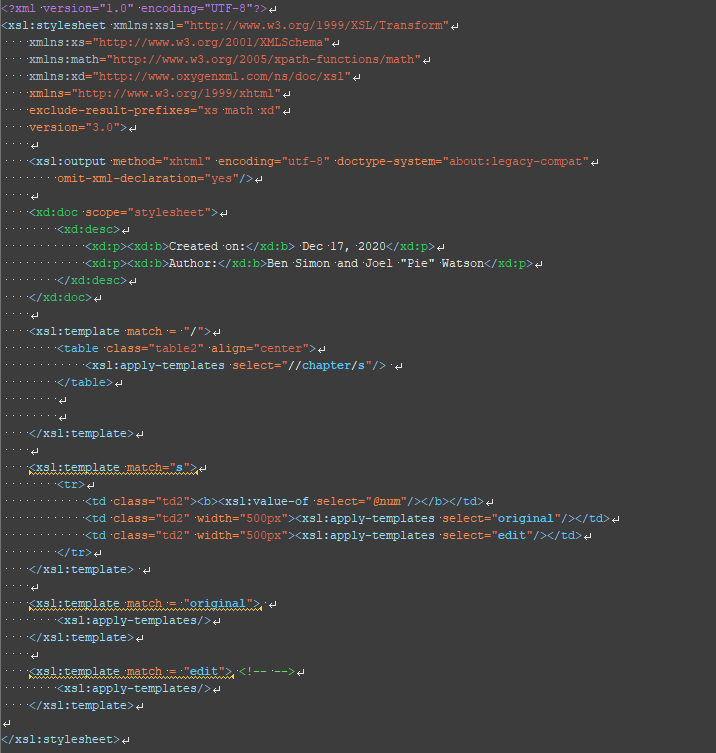 <?xml version="1.0" encoding="UTF-8"?>
<xsl:stylesheet xmlns:xsl="http://www.w3.org/1999/XSL/Transform"
    xmlns:xs="http://www.w3.org/2001/XMLSchema"
    xmlns:math="http://www.w3.org/2005/xpath-functions/math"
    xmlns:xd="http://www.oxygenxml.com/ns/doc/xsl"
    xmlns="http://www.w3.org/1999/xhtml"
    exclude-result-prefixes="xs math xd"
    version="3.0">
    <xsl:output method="xhtml" encoding="utf-8" doctype-system="about:legacy-compat"
        omit-xml-declaration="yes"/>
    <xd:doc scope="stylesheet">
        <xd:desc>
            <xd:p><xd:b>Created on:</xd:b> Dec 17, 2020</xd:p>
            <xd:p><xd:b>Author:</xd:b>Ben Simon and Joel "Pie" Watson</xd:p>
        </xd:desc>
    </xd:doc>
    <xsl:template match = "/">
        <table class="table2" align="center">
            <xsl:apply-templates select="//chapter/s"/>
        </table>
    </xsl:template>
    <xsl:template match="s">
        <tr>
            <td class="td2"><b><xsl:value-of select="@num"/></b></td>
            <td class="td2" width="500px"><xsl:apply-templates select="original"/></td>
            <td class="td2" width="500px"><xsl:apply-templates select="edit"/></td>
        </tr>
    </xsl:template>
    <xsl:template match = "original">
        <xsl:apply-templates/>
    </xsl:template>
    <xsl:template match = "edit"> <!-- -->
        <xsl:apply-templates/>
    </xsl:template>
</xsl:stylesheet>